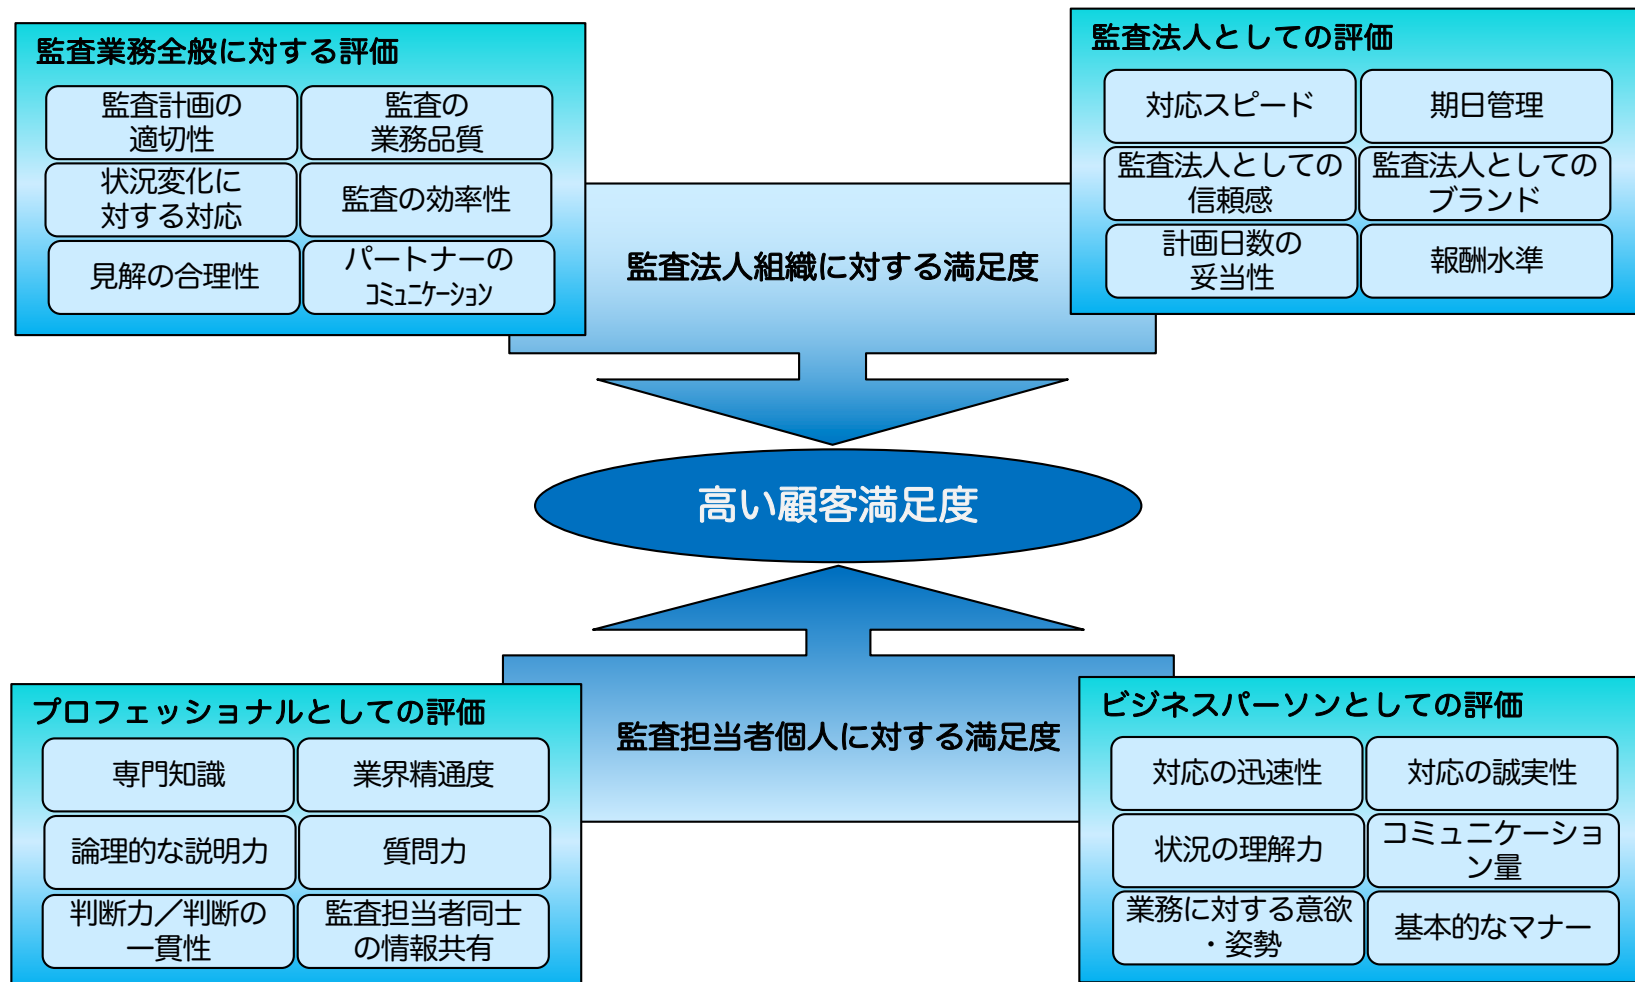 監査業務全般に対する評価
監査計画の
適切性
監査の
業務品質
状況変化に
対する対応
監査の効率性
見解の合理性
パートナーの
ｺﾐｭﾆｹｰｼｮﾝ
監査法人としての評価
対応スピード
期日管理
監査法人としての
信頼感
監査法人としての
ブランド
計画日数の
妥当性
報酬水準
監査法人組織に対する満足度
高い顧客満足度
監査担当者個人に対する満足度
プロフェッショナルとしての評価
専門知識
業界精通度
論理的な説明力
質問力
判断力／判断の
一貫性
監査担当者同士
の情報共有
ビジネスパーソンとしての評価
対応の迅速性
対応の誠実性
状況の理解力
コミュニケーショ
ン量
業務に対する意欲
・姿勢
基本的なマナー